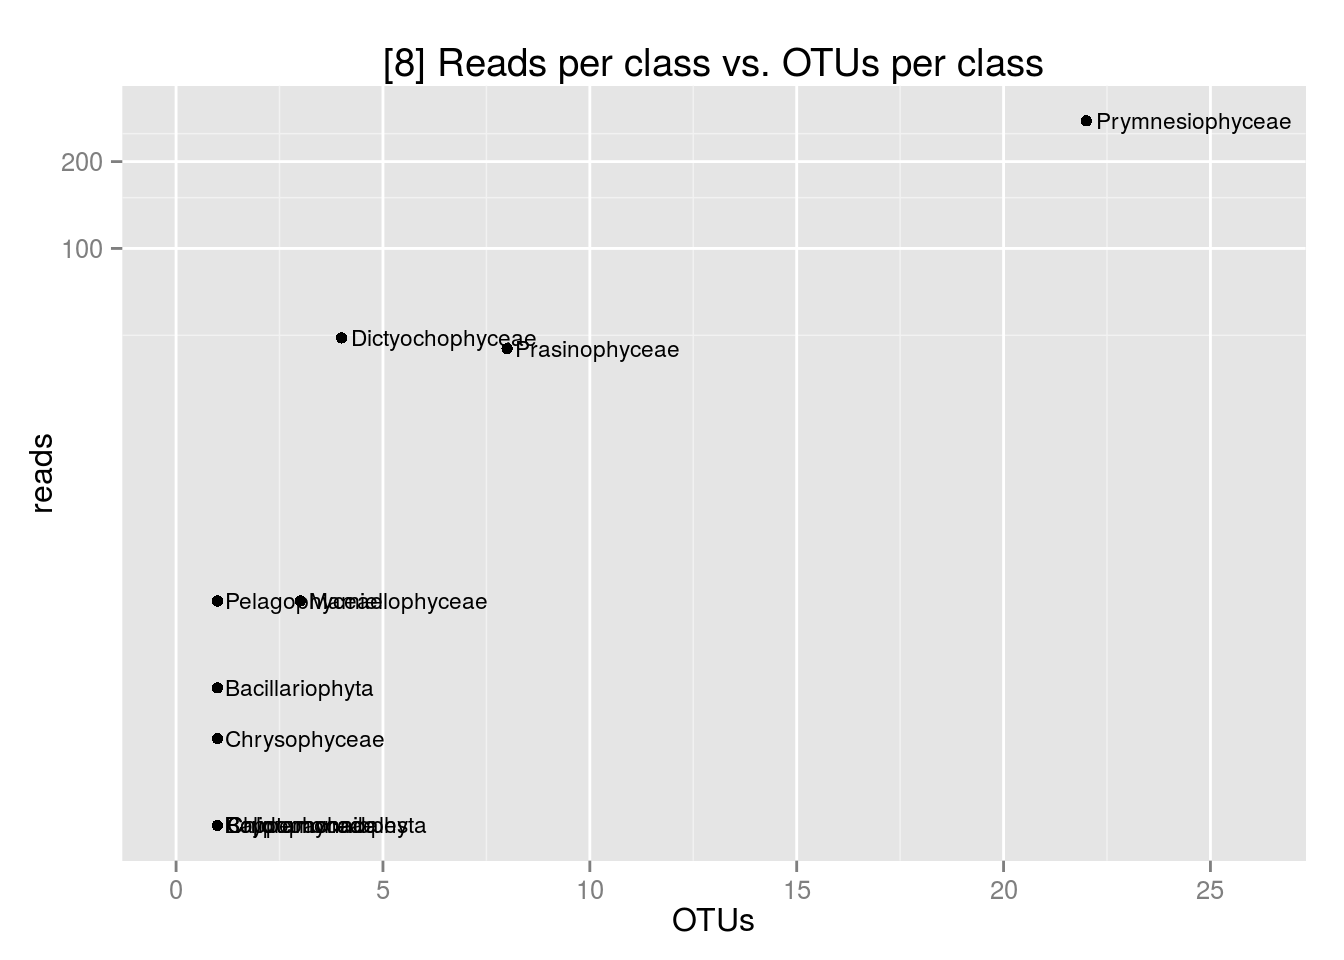 [8] Reads per class vs. OTUs per class
Prymnesiophyceae
200
100
Dictyochophyceae
Prasinophyceae
reads
Pelagophyceae
Mamiellophyceae
Bacillariophyta
Chrysophyceae
0 5 10 15 20 25
OTUs